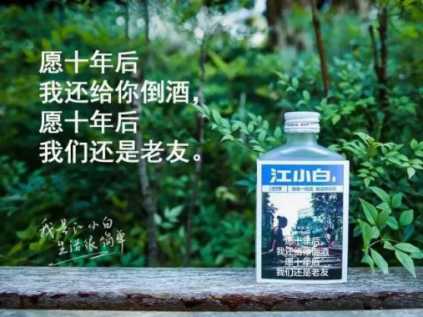 愿十年后
我还给你倒酒，
愿十年后
我们还是老友。
江小白
我是江小白
生活很简单
愿十年后
我还给你倒酒
愿十年后
我们还是老友